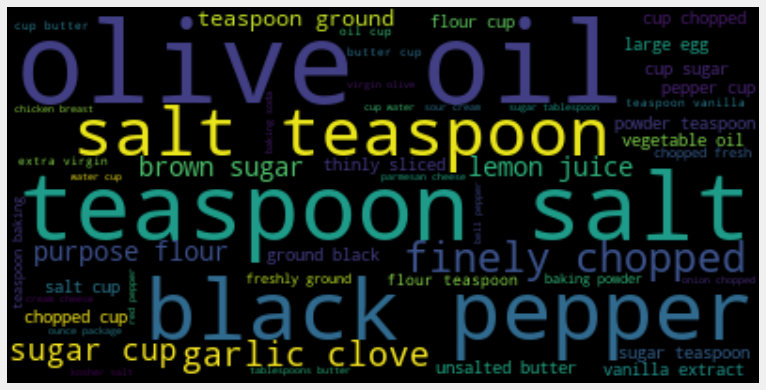 cup butter
teaspoon ground
oil cup
flour cup
cup chopped
olive oil
butter cup
large egg
cup sugar
virgin olive
pepper cup
chicken breast
cup water
sour cream
sugar tablespoon
teaspoon vanilla
baking soda
salt teaspoon
powder teaspoon
vegetable oil
chopped fresh
extra virgin
brown sugar
thinly sliced
lemon juice
water cup
parmesan cheese
teaspoon salt
bell pepper
teaspoon baking
purpose flour
ground black
finely chopped
salt cup
freshly ground
flour teaspoon
baking powder
onion chopped
red pepper
cream cheese
black pepper
chopped cup
ounce package
sugar cup
garlic clove
sugar teaspoon
unsalted butter
vanilla extract
kosher salt
tablespoons butter